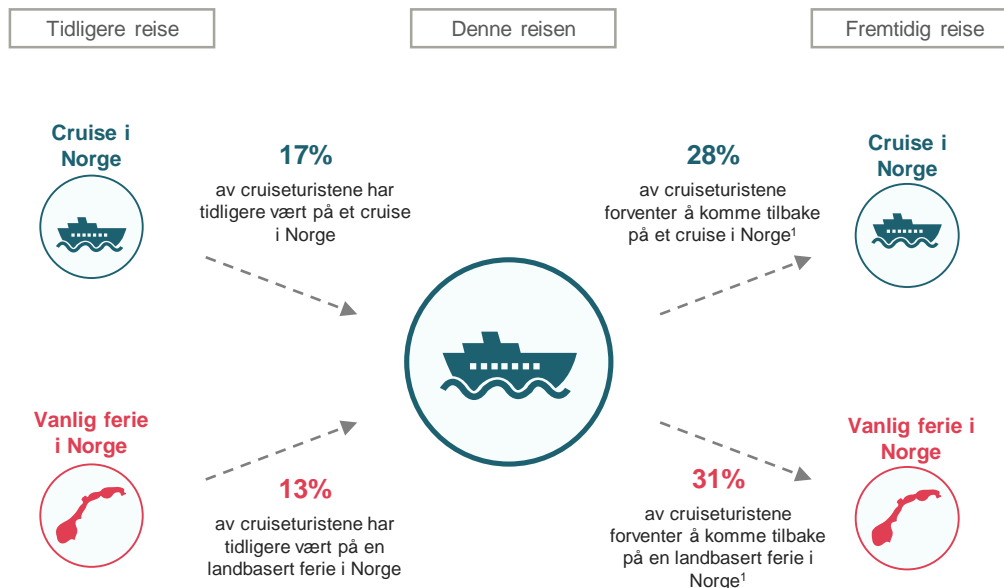 Tidligere reise
Denne reisen
Fremtidig reise
Cruise i
Norge
17%
av cruiseturistene har
tidligere vært på et cruise
i Norge
28%
av cruiseturistene
forventer å komme tilbake
på et cruise i Norge¹
Cruise i
Norge
Vanlig ferie
i Norge
13%
av cruiseturistene har
tidligere vært på en
landbasert ferie i Norge
31%
av cruiseturistene
forventer å komme tilbake
på en landbasert ferie i
Norge¹
Vanlig ferie i
Norge